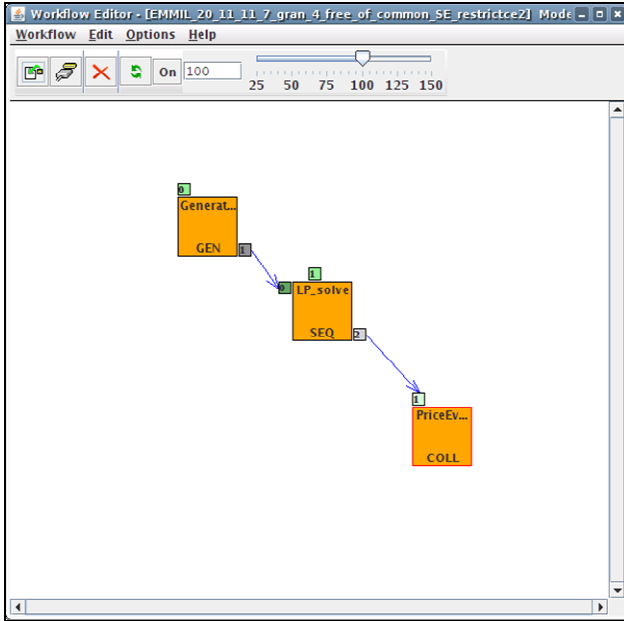 Workflow Editor - [EMMIL_20_11_11_7_gran_4_free_of_common_SE_restrictce2] Mode
Workflow Edit Options Help
On 100
25 50 75 100 125 150
0
Generat...
GEN 1
1
0 LP_solve
SEQ 2
1
PriceEv...
COLL